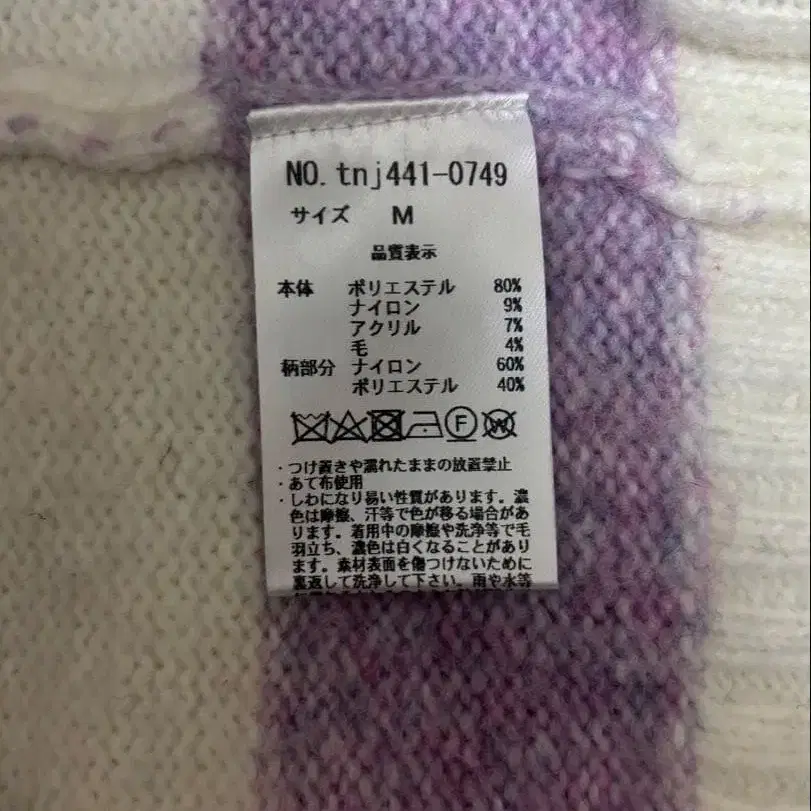 NO. tnj441-0749
サイズ M
品質表示
本体 ポリエステル 80%
ナイロン 9%
アクリル 7%
毛 4%
柄部分 ナイロン 60%
ポリエステル 40%
F W
・つけ置きや濡れたままの放置禁止
・あて布使用
・しわになり易い性質があります。濃
色は摩擦、汗等で色が移る場合があ
ります。着用中の摩擦や洗浄等で毛
羽立ち、濃色は白くなることがあり
ます。素材表面を傷つけないために
裏返して洗浄して下さい。雨や水等